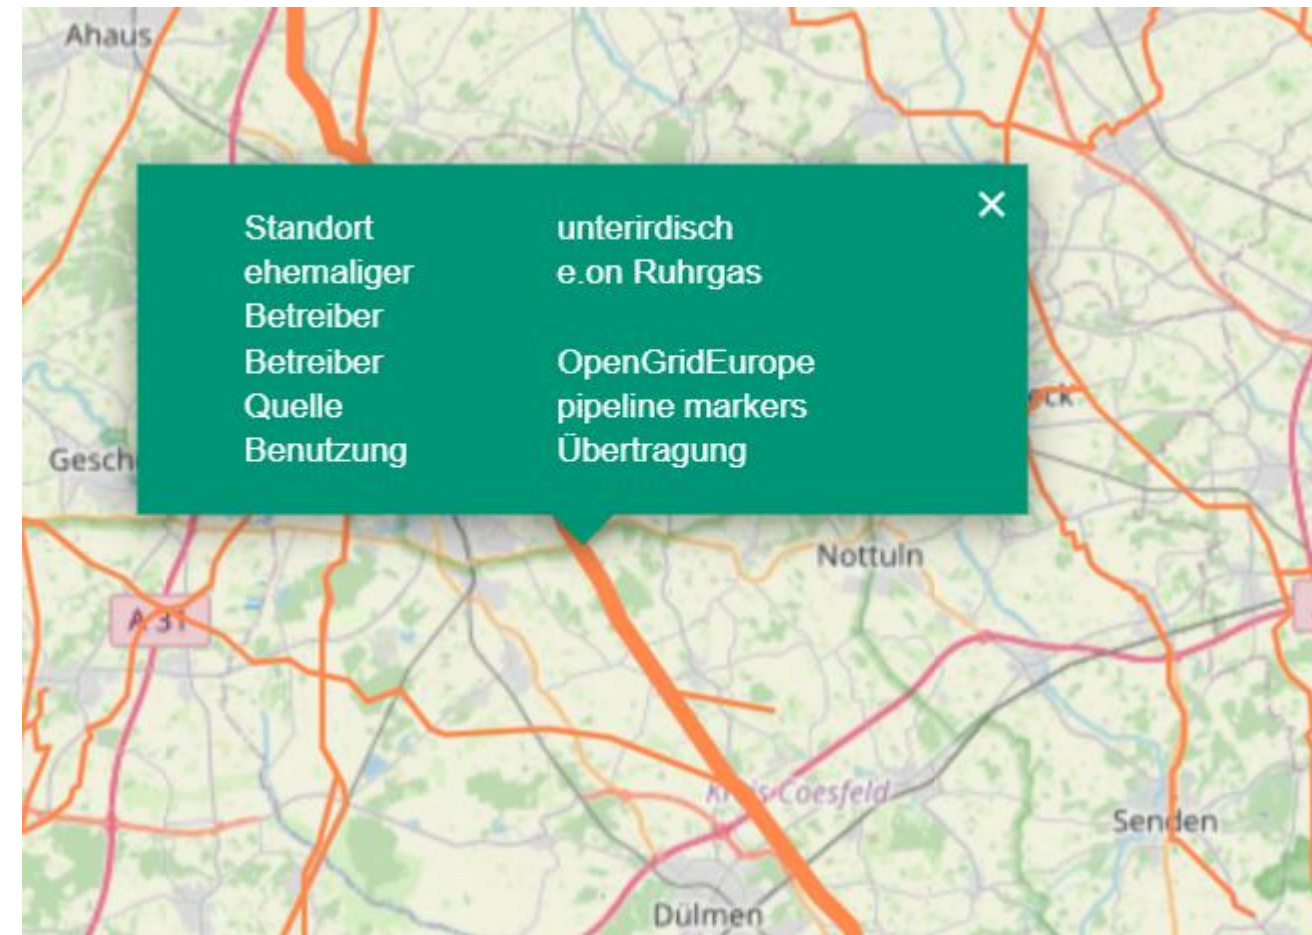 Ahaus
×
Standort unterirdisch
ehemaliger e.on Ruhrgas
Betreiber
Betreiber OpenGridEurope
Quelle pipeline markers
Benutzung Übertragung
eck
Gesch
Nottuln
A 31
Kreis Coesfeld
Senden
Dülmen